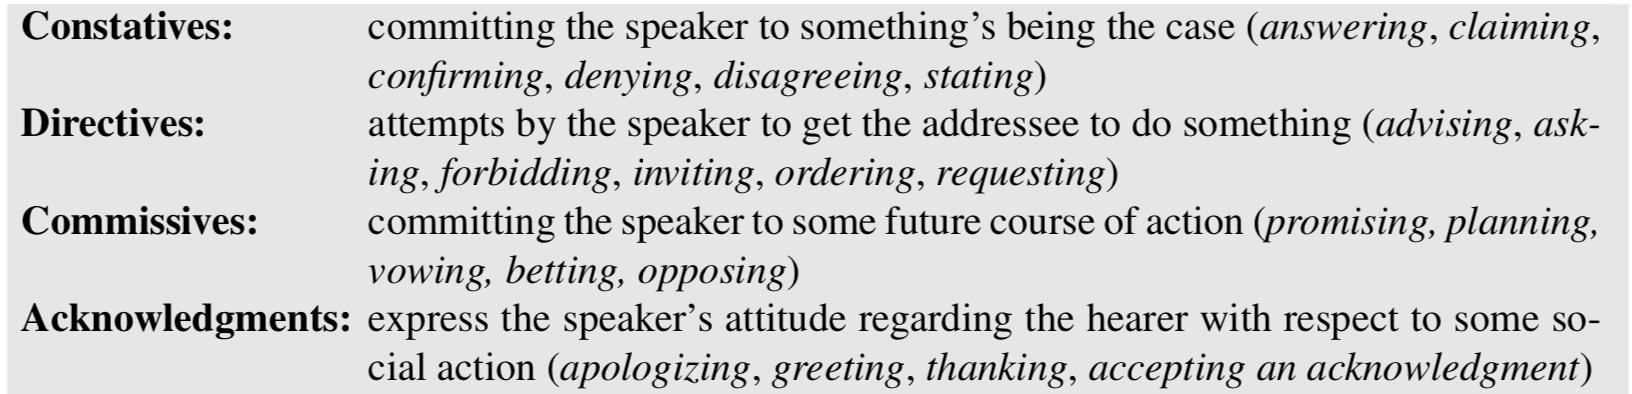 Constatives: committing the speaker to something's being the case (answering, claiming,
confirming, denying, disagreeing, stating)
Directives: attempts by the speaker to get the addressee to do something (advising, ask-
ing, forbidding, inviting, ordering, requesting)
Commissives: committing the speaker to some future course of action (promising, planning,
vowing, betting, opposing)
Acknowledgments: express the speaker's attitude regarding the hearer with respect to some so-
cial action (apologizing, greeting, thanking, accepting an acknowledgment)